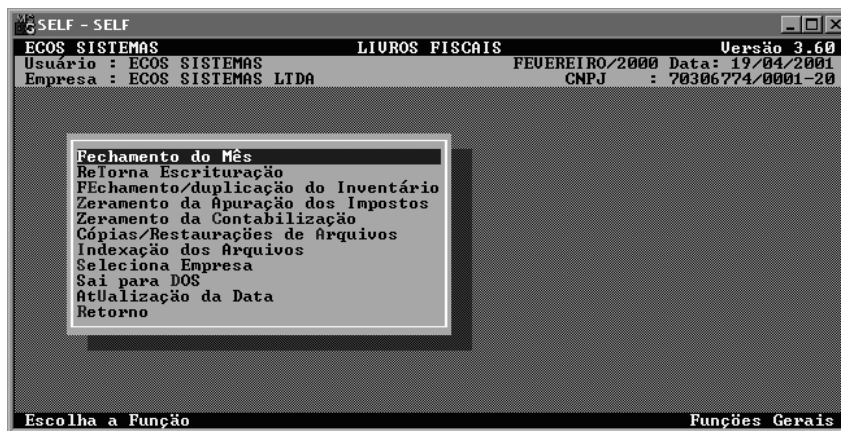 SELF - SELF
ECOS SISTEMAS LIVROS FISCAIS Versão 3.60
Usuário : ECOS SISTEMAS FEVEREIRO/2000 Data: 19/04/2001
Empresa : ECOS SISTEMAS LTDA CNPJ : 70306774/0001-20
Fechamento do Mês
ReTorna Escrituração
FEchamento/duplicação do Inventário
Zeramento da Apuração dos Impostos
Zeramento da Contabilização
Cópias/Restaurações de Arquivos
Indexação dos Arquivos
Seleciona Empresa
Sai para DOS
AtUalização da Data
Retorno
Escolha a Função Funções Gerais